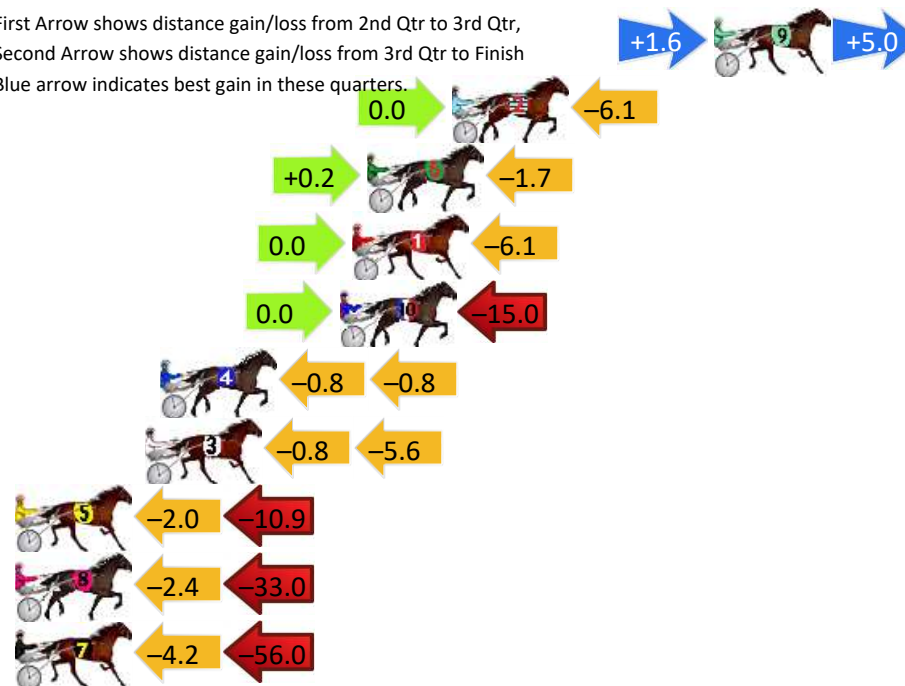 First Arrow shows distance gain/loss from 2nd Qtr to 3rd Qtr,
Second Arrow shows distance gain/loss from 3rd Qtr to Finish
Blue arrow indicates best gain in these quarters.
+1.6 9 +5.0
0.0 2 –6.1
+0.2 6 –1.7
0.0 1 –6.1
0.0 10 –15.0
4 –0.8 –0.8
3 –0.8 –5.6
5 –2.0 –10.9
8 –2.4 –33.0
7 –4.2 –56.0